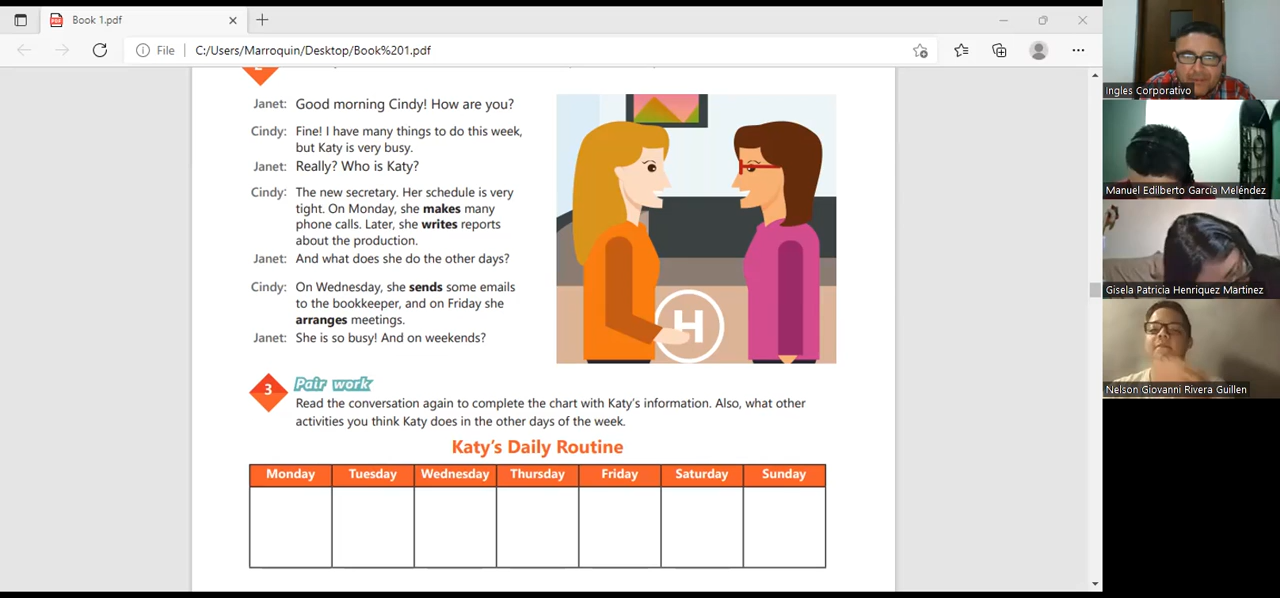 Book 1.pdf
File C:/Users/Marroquin/Desktop/Book%201.pdf
Janet: Good morning Cindy! How are you?
Cindy: Fine! I have many things to do this week,
but Katy is very busy.
Janet: Really? Who is Katy?
Cindy: The new secretary. Her schedule is very
tight. On Monday, she makes many
phone calls. Later, she writes reports
about the production.
Janet: And what does she do the other days?
Cindy: On Wednesday, she sends some emails
to the bookkeeper, and on Friday she
arranges meetings.
Janet: She is so busy! And on weekends?
H
3 Pair work
Read the conversation again to complete the chart with Katy's information. Also, what other
activities you think Katy does in the other days of the week.
Katy's Daily Routine
Monday Tuesday Wednesday Thursday Friday Saturday Sunday
Ingles Corporativo
Manuel Edilberto García Meléndez
Gisela Patricia Henriquez Martinez
Nelson Giovanni Rivera Guillen